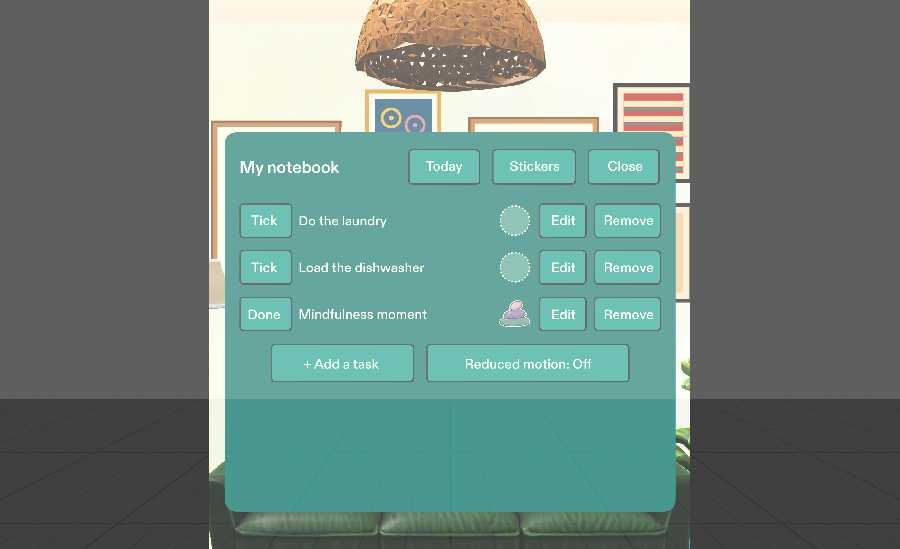 My notebook Today Stickers Close
Tick Do the laundry Edit Remove
Tick Load the dishwasher Edit Remove
Done Mindfulness moment Edit Remove
+ Add a task Reduced motion: Off